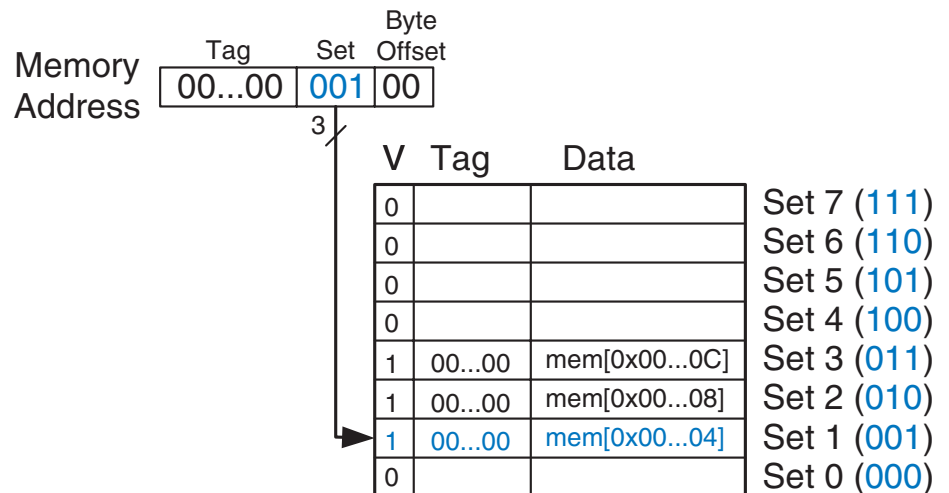 Byte
Tag Set Offset
Memory
Address
00...00 001 00
3
V Tag Data
0 Set 7 (111)
0 Set 6 (110)
0 Set 5 (101)
0 Set 4 (100)
1 00...00 mem[0x00...0C] Set 3 (011)
1 00...00 mem[0x00...08] Set 2 (010)
1 00...00 mem[0x00...04] Set 1 (001)
0 Set 0 (000)